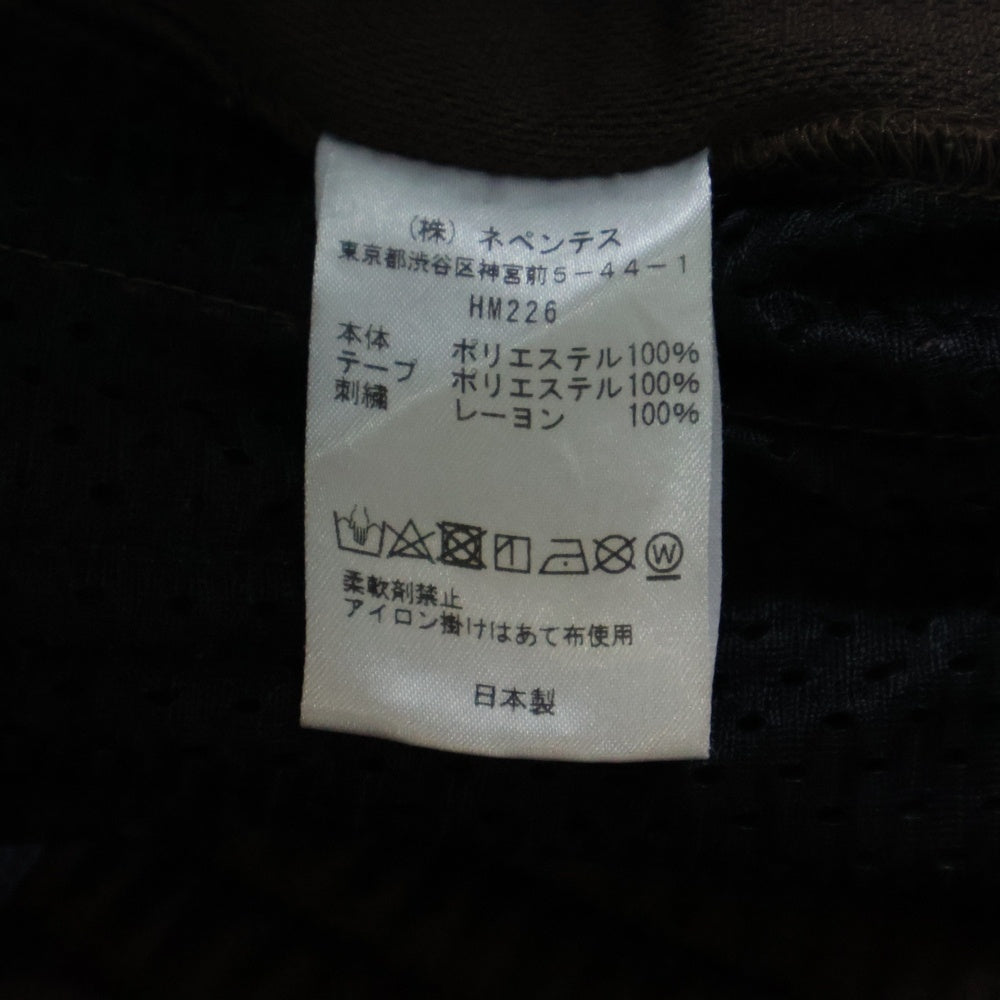 （株）ネペンテス
東京都渋谷区神宮前5－44－1
HM226
本体 ポリエステル100%
テープ ポリエステル100%
刺繍 レーヨン 100%
W
柔軟剤禁止
アイロン掛けはあて布使用
日本製